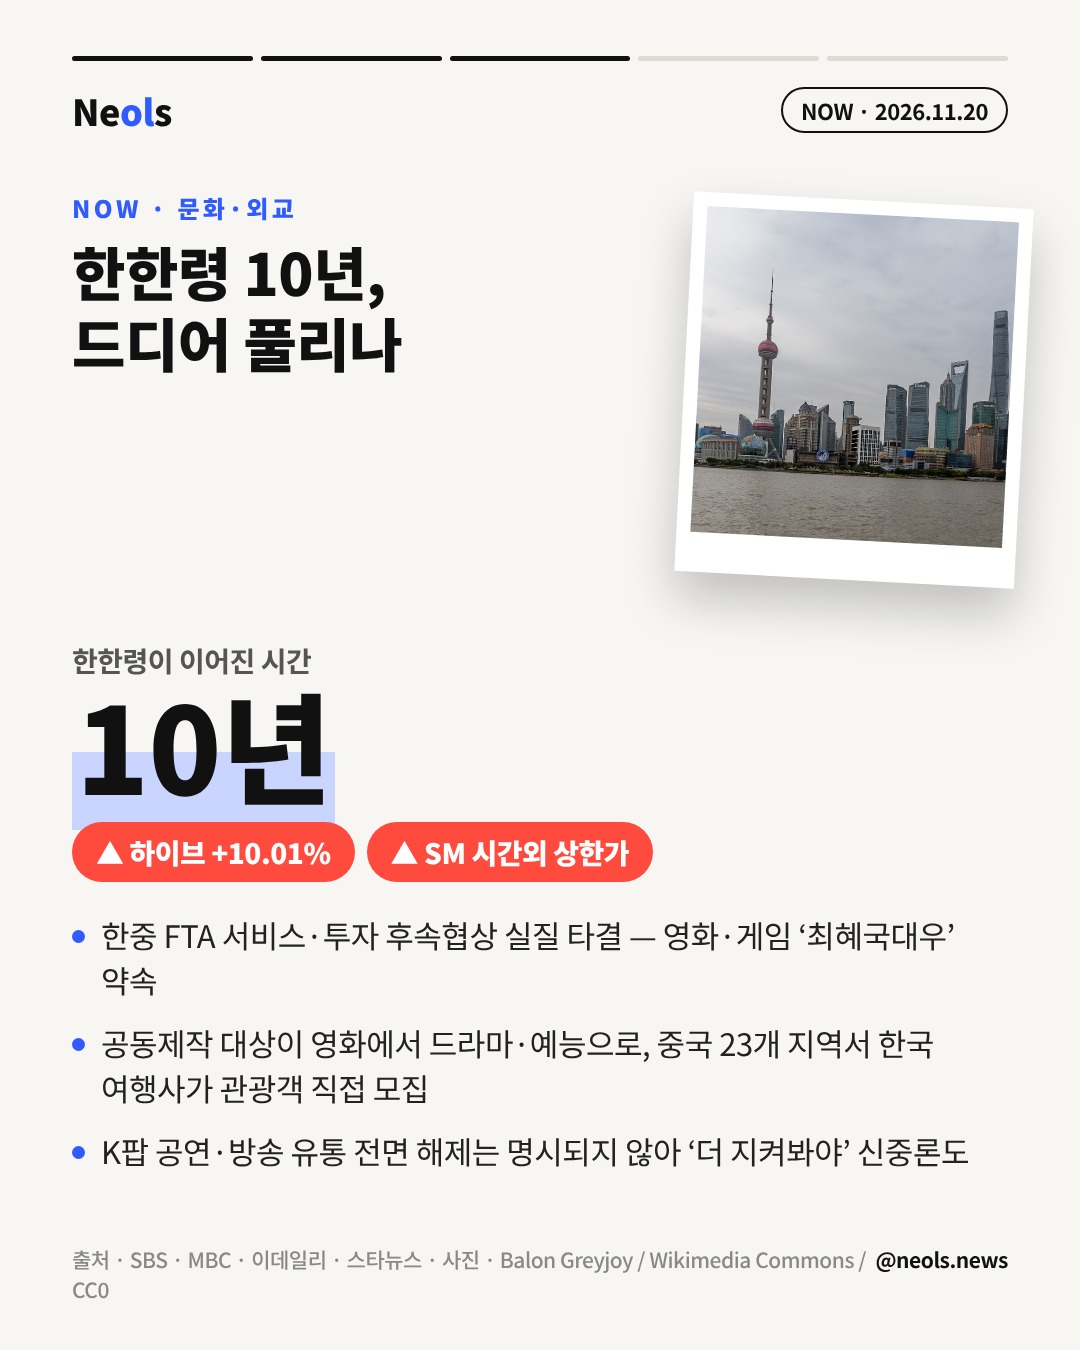 Neols
NOW · 2026.11.20
NOW · 문화·외교
한한령 10년,
드디어 풀리나
한한령이 이어진 시간
10년
▲ 하이브 +10.01%
▲ SM 시간외 상한가
한중 FTA 서비스·투자 후속협상 실질 타결 — 영화·게임 ‘최혜국대우’
약속
공동제작 대상이 영화에서 드라마·예능으로, 중국 23개 지역서 한국
여행사가 관광객 직접 모집
K팝 공연·방송 유통 전면 해제는 명시되지 않아 ‘더 지켜봐야’ 신중론도
출처 · SBS · MBC · 이데일리 · 스타뉴스 · 사진 · Balon Greyjoy / Wikimedia Commons /
CC0
@neols.news